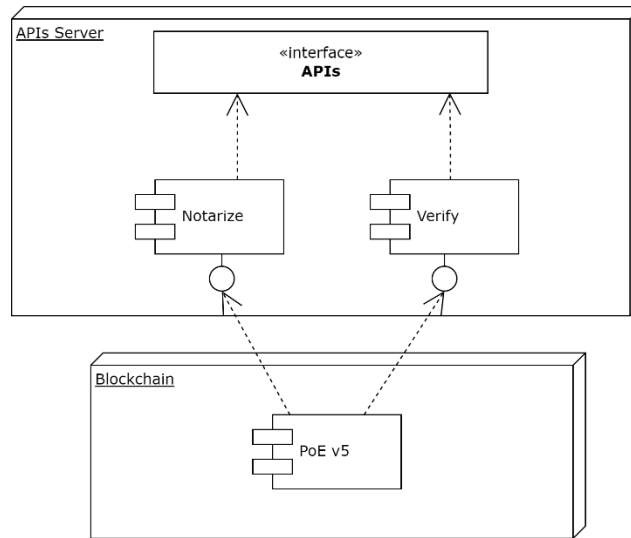 APIs Server
«interface»
APIs
Notarize
Verify
Blockchain
PoE v5